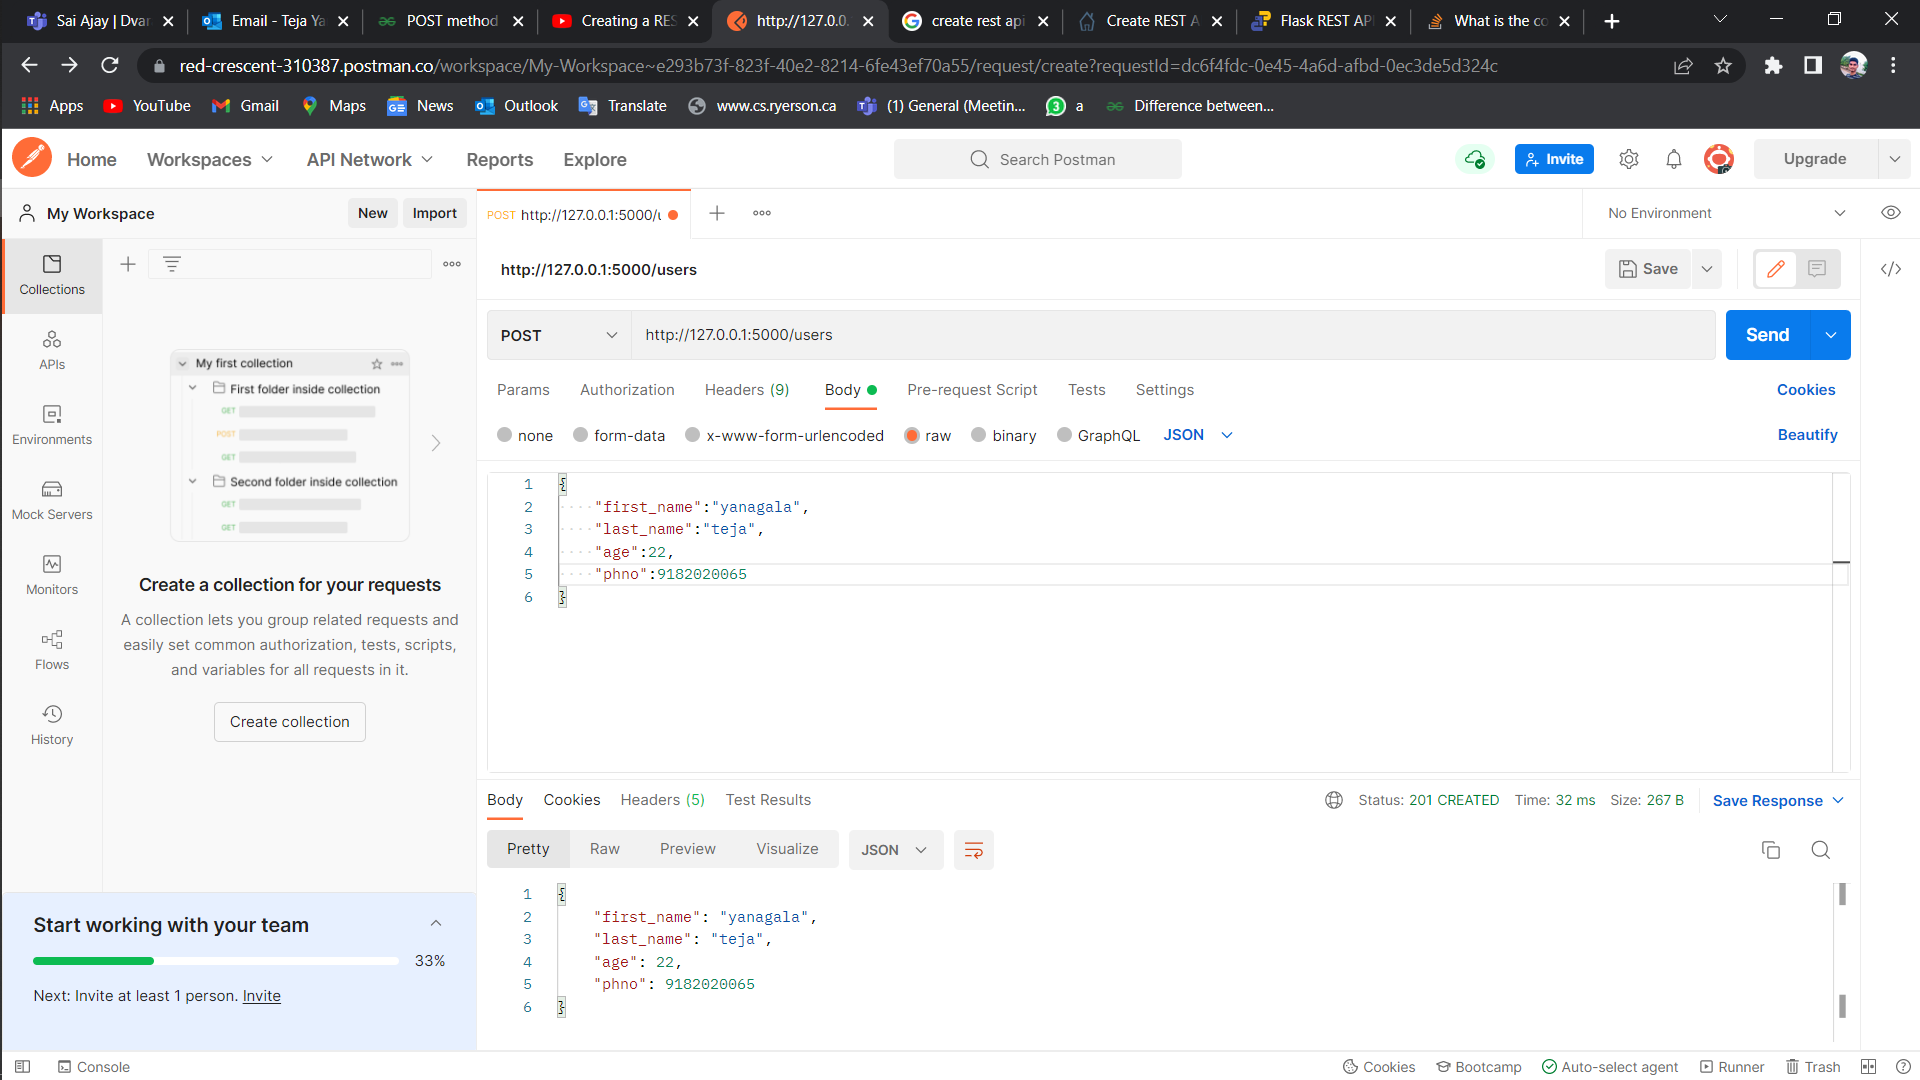 Sai Ajay | Dvar
Email - Teja Ya
POST method
Creating a RES
http://127.0.0.
create rest api
Create REST A
Flask REST API
What is the co
red-crescent-310387.postman.co/workspace/My-Workspace~e293b73f-823f-40e2-8214-6fe43ef70a55/request/create?requestId=dc6f4fdc-0e45-4a6d-afbd-0ec3de5d324c
Apps YouTube Gmail Maps News Outlook Translate www.cs.ryerson.ca (1) General (Meetin... 3 a Difference between...
Home Workspaces API Network Reports Explore Search Postman Invite Upgrade
My Workspace New Import
POST http://127.0.0.1:5000/u
No Environment
Collections
APIs
Environments
Mock Servers
Monitors
Flows
History
My first collection
First folder inside collection
GET
POST
GET
Second folder inside collection
GET
GET
Create a collection for your requests
A collection lets you group related requests and
easily set common authorization, tests, scripts,
and variables for all requests in it.
Create collection
Start working with your team
33%
Next: Invite at least 1 person. Invite
http://127.0.0.1:5000/users
Save
POST http://127.0.0.1:5000/users Send
Params Authorization Headers (9) Body Pre-request Script Tests Settings Cookies
none form-data x-www-form-urlencoded raw binary GraphQL JSON Beautify
1 {
2 "first_name":"yanagala",
3 "last_name":"teja",
4 "age":22,
5 "phno":9182020065
6 }
Body Cookies Headers (5) Test Results Status: 201 CREATED Time: 32 ms Size: 267 B Save Response
Pretty Raw Preview Visualize JSON
1 {
2 "first_name": "yanagala",
3 "last_name": "teja",
4 "age": 22,
5 "phno": 9182020065
6 }
Console Cookies Bootcamp Auto-select agent Runner Trash